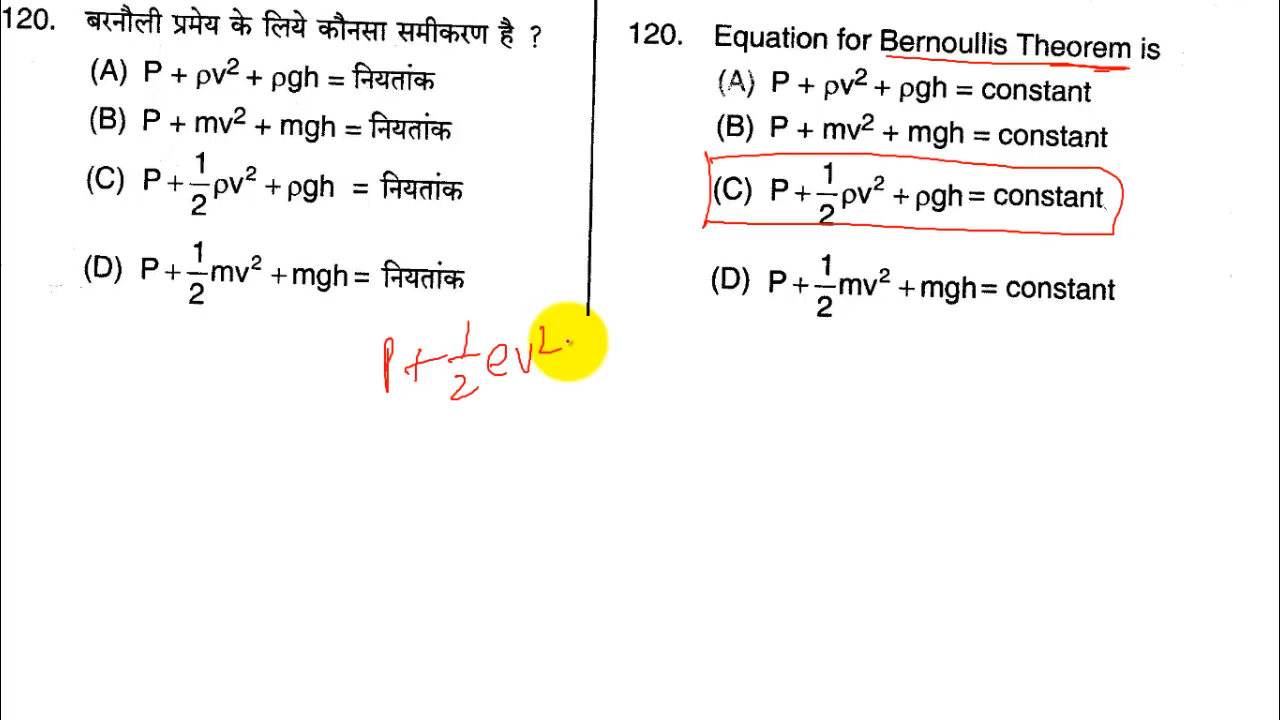 120. बरनौली प्रमेय के लिये कौनसा समीकरण है ?
(A) P + ρv² + ρgh = नियतांक
(B) P + mv² + mgh = नियतांक
(C) P + 1/2 ρv² + ρgh = नियतांक
(D) P + 1/2 mv² + mgh = नियतांक
120. Equation for Bernoullis Theorem is
(A) P + ρv² + ρgh = constant
(B) P + mv² + mgh = constant
(C) P + 1/2 ρv² + ρgh = constant
(D) P + 1/2 mv² + mgh = constant
P + 1/2 ρv²